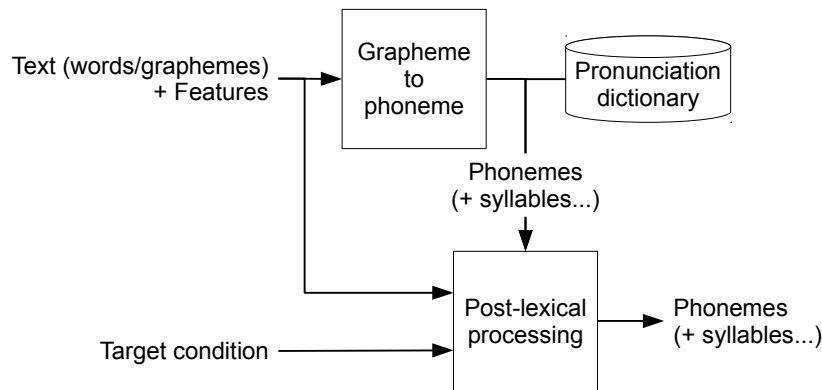 Text (words/graphemes)
+ Features
Grapheme
to
phoneme
Pronunciation
dictionary
Phonemes
(+ syllables...)
Post-lexical
processing
Target condition
Phonemes
(+ syllables...)